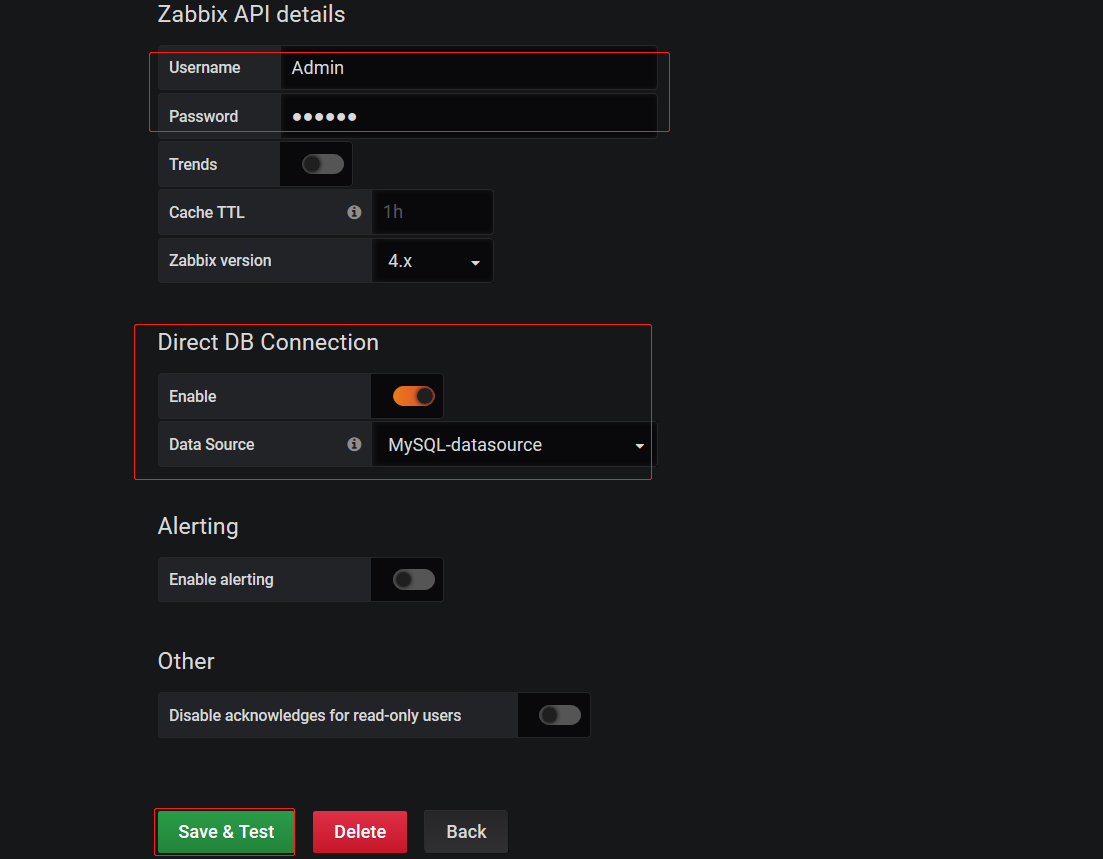 Zabbix API details
Username Admin
Password ●●●●●●
Trends
Cache TTL 1h
Zabbix version 4.x
Direct DB Connection
Enable
Data Source MySQL-datasource
Alerting
Enable alerting
Other
Disable acknowledges for read-only users
Save & Test Delete Back